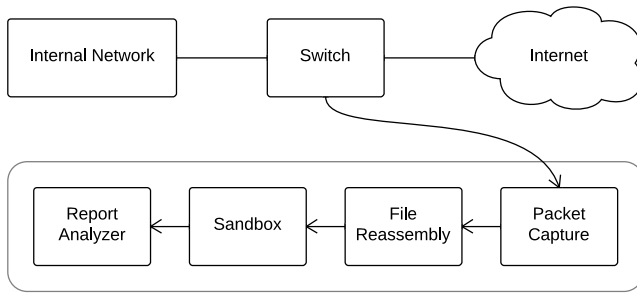 Internal Network
Switch
Internet
Report
Analyzer
Sandbox
File
Reassembly
Packet
Capture